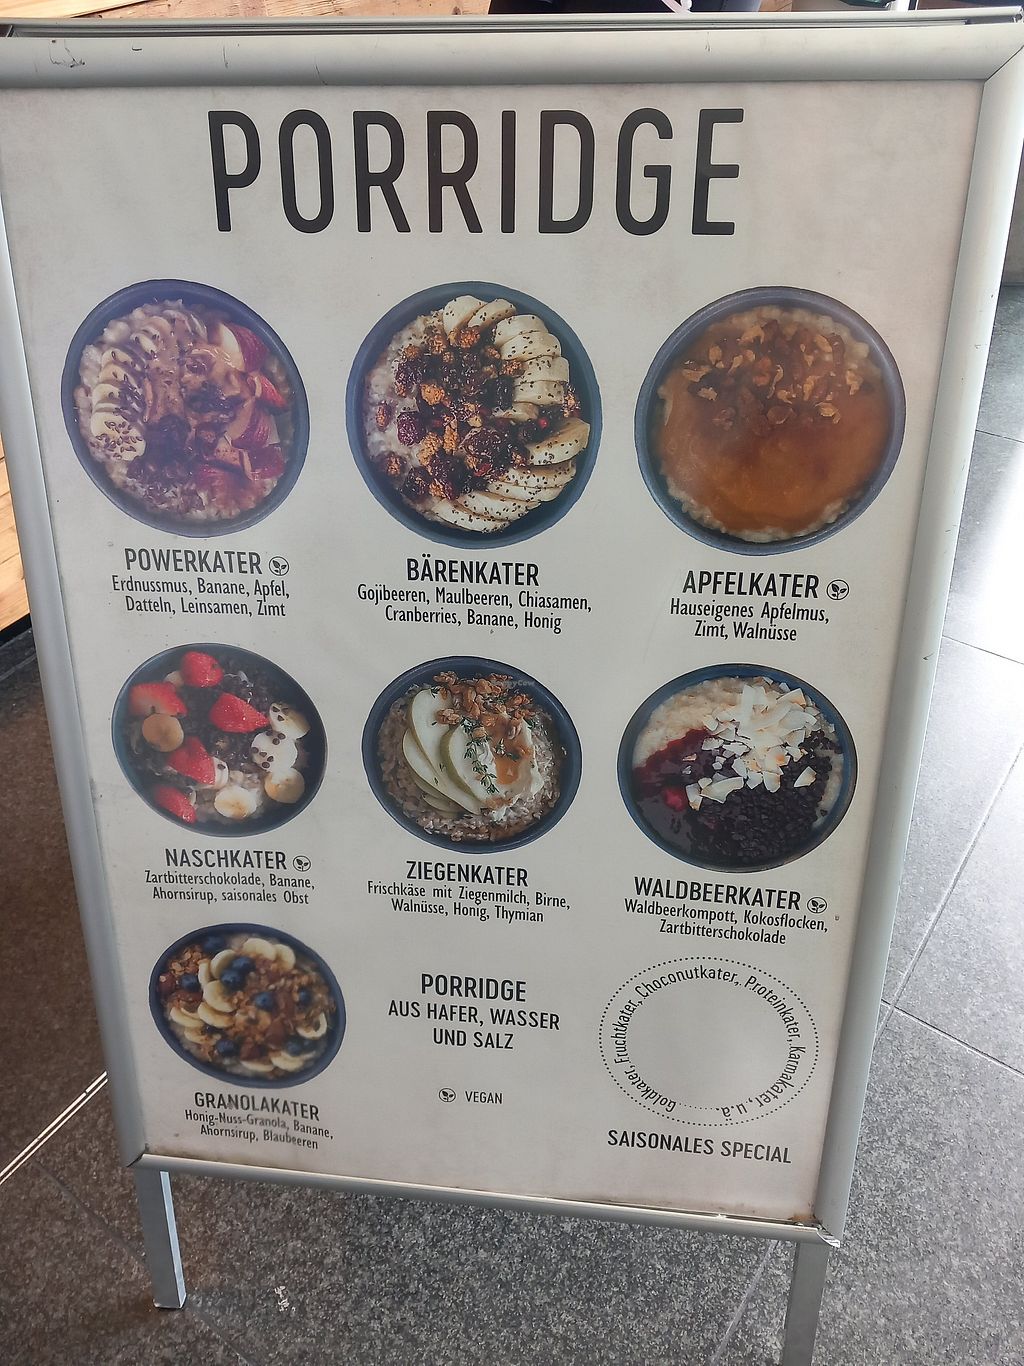 PORRIDGE
POWERKATER
Erdnussmus, Banane, Apfel,
Datteln, Leinsamen, Zimt
BÄRENKATER
Gojibeeren, Maulbeeren, Chiasamen,
Cranberries, Banane, Honig
APFELKATER
Hauseigenes Apfelmus,
Zimt, Walnüsse
NASCHKATER
Zartbitterschokolade, Banane,
Ahornsirup, saisonales Obst
ZIEGENKATER
Frischkäse mit Ziegenmilch, Birne,
Walnüsse, Honig, Thymian
WALDBEERKATER
Waldbeerkompott, Kokosflocken,
Zartbitterschokolade
GRANOLAKATER
Honig-Nuss-Granola, Banane,
Ahornsirup, Blaubeeren
PORRIDGE
AUS HAFER, WASSER
UND SALZ
VEGAN
Goldkater, Fruchtkater, Choconutkater, Proteinkater, Karmakater, u.a.......
SAISONALES SPECIAL